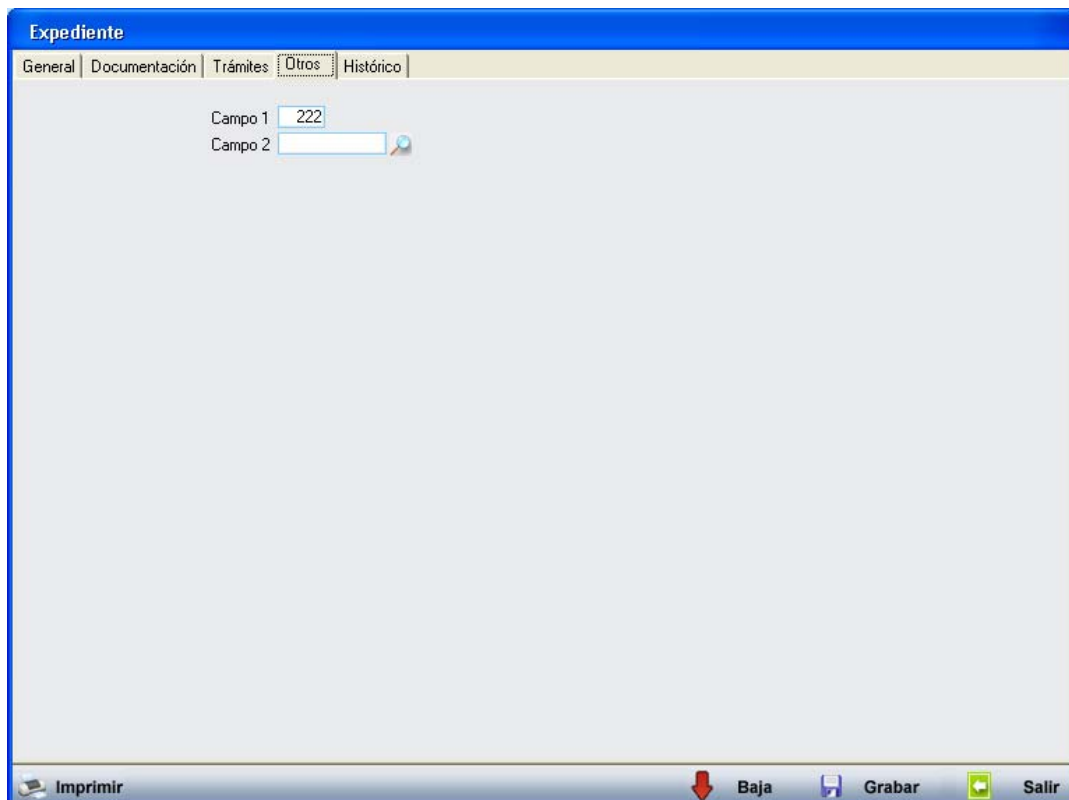 Expediente
General Documentación Trámites Otros Histórico
Campo 1 222
Campo 2
Imprimir Baja Grabar Salir